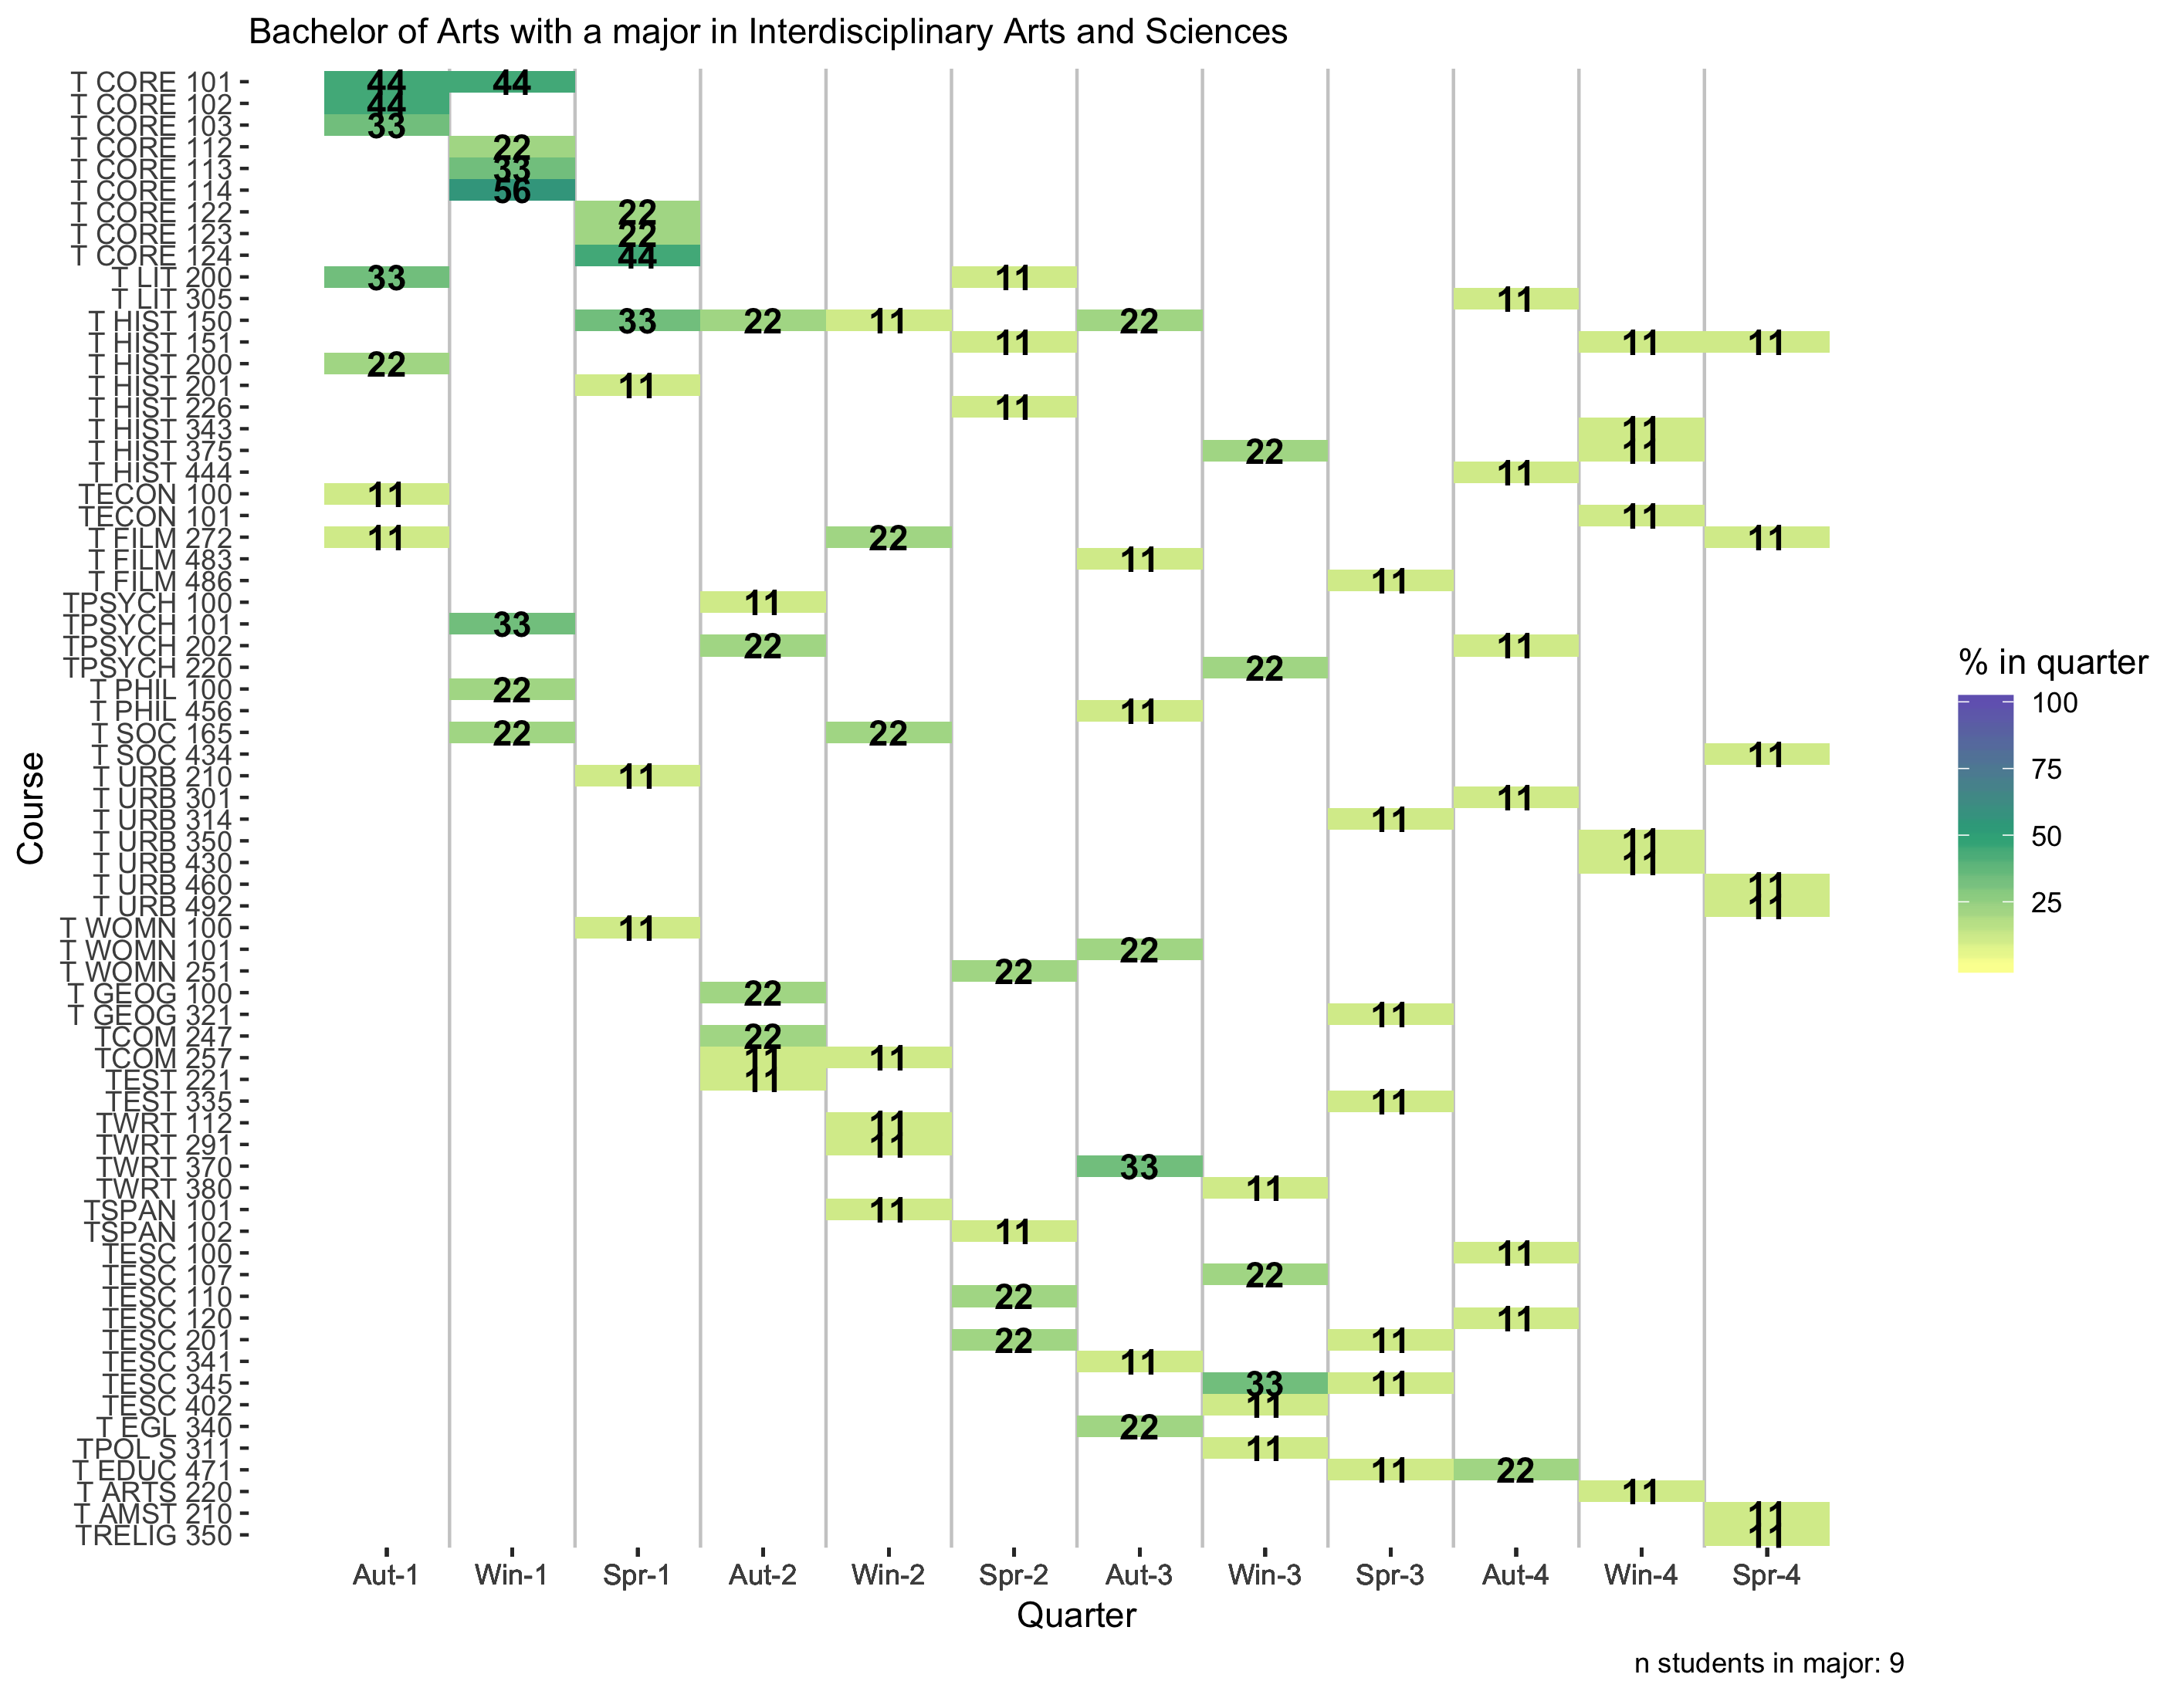 Bachelor of Arts with a major in Interdisciplinary Arts and Sciences
T CORE 101 44 44
T CORE 102 44
T CORE 103 33
T CORE 112 22
T CORE 113 33
T CORE 114 56
T CORE 122 22
T CORE 123 22
T CORE 124 44
T LIT 200 33 11
T LIT 305 11
T HIST 150 33 22 11 22
T HIST 151 11 11 11
T HIST 200 22
T HIST 201 11
T HIST 226 11
T HIST 343 11
T HIST 375 22 11
T HIST 444 11
TECON 100 11
TECON 101 11
T FILM 272 11 22 11
T FILM 483 11
T FILM 486 11
TPSYCH 100 11
TPSYCH 101 33
TPSYCH 202 22 11
TPSYCH 220 22
T PHIL 100 22
T PHIL 456 11
T SOC 165 22 22
T SOC 434 11
T URB 210 11
T URB 301 11
T URB 314 11
T URB 350 11
T URB 430 11
T URB 460 11
T URB 492 11
T WOMN 100 11
T WOMN 101 22
T WOMN 251 22
T GEOG 100 22
T GEOG 321 11
TCOM 247 22
TCOM 257 11 11
TEST 221 11
TEST 335 11
TWRT 112 11
TWRT 291 11
TWRT 370 33
TWRT 380 11
TSPAN 101 11
TSPAN 102 11
TESC 100 11
TESC 107 22
TESC 110 22
TESC 120 11
TESC 201 22 11
TESC 341 11
TESC 345 33 11
TESC 402 11
T EGL 340 22
TPOL S 311 11
T EDUC 471 11 22
T ARTS 220 11
T AMST 210 11
TRELIG 350 11
Course
Aut-1 Win-1 Spr-1 Aut-2 Win-2 Spr-2 Aut-3 Win-3 Spr-3 Aut-4 Win-4 Spr-4
Quarter
% in quarter
100
75
50
25
n students in major: 9